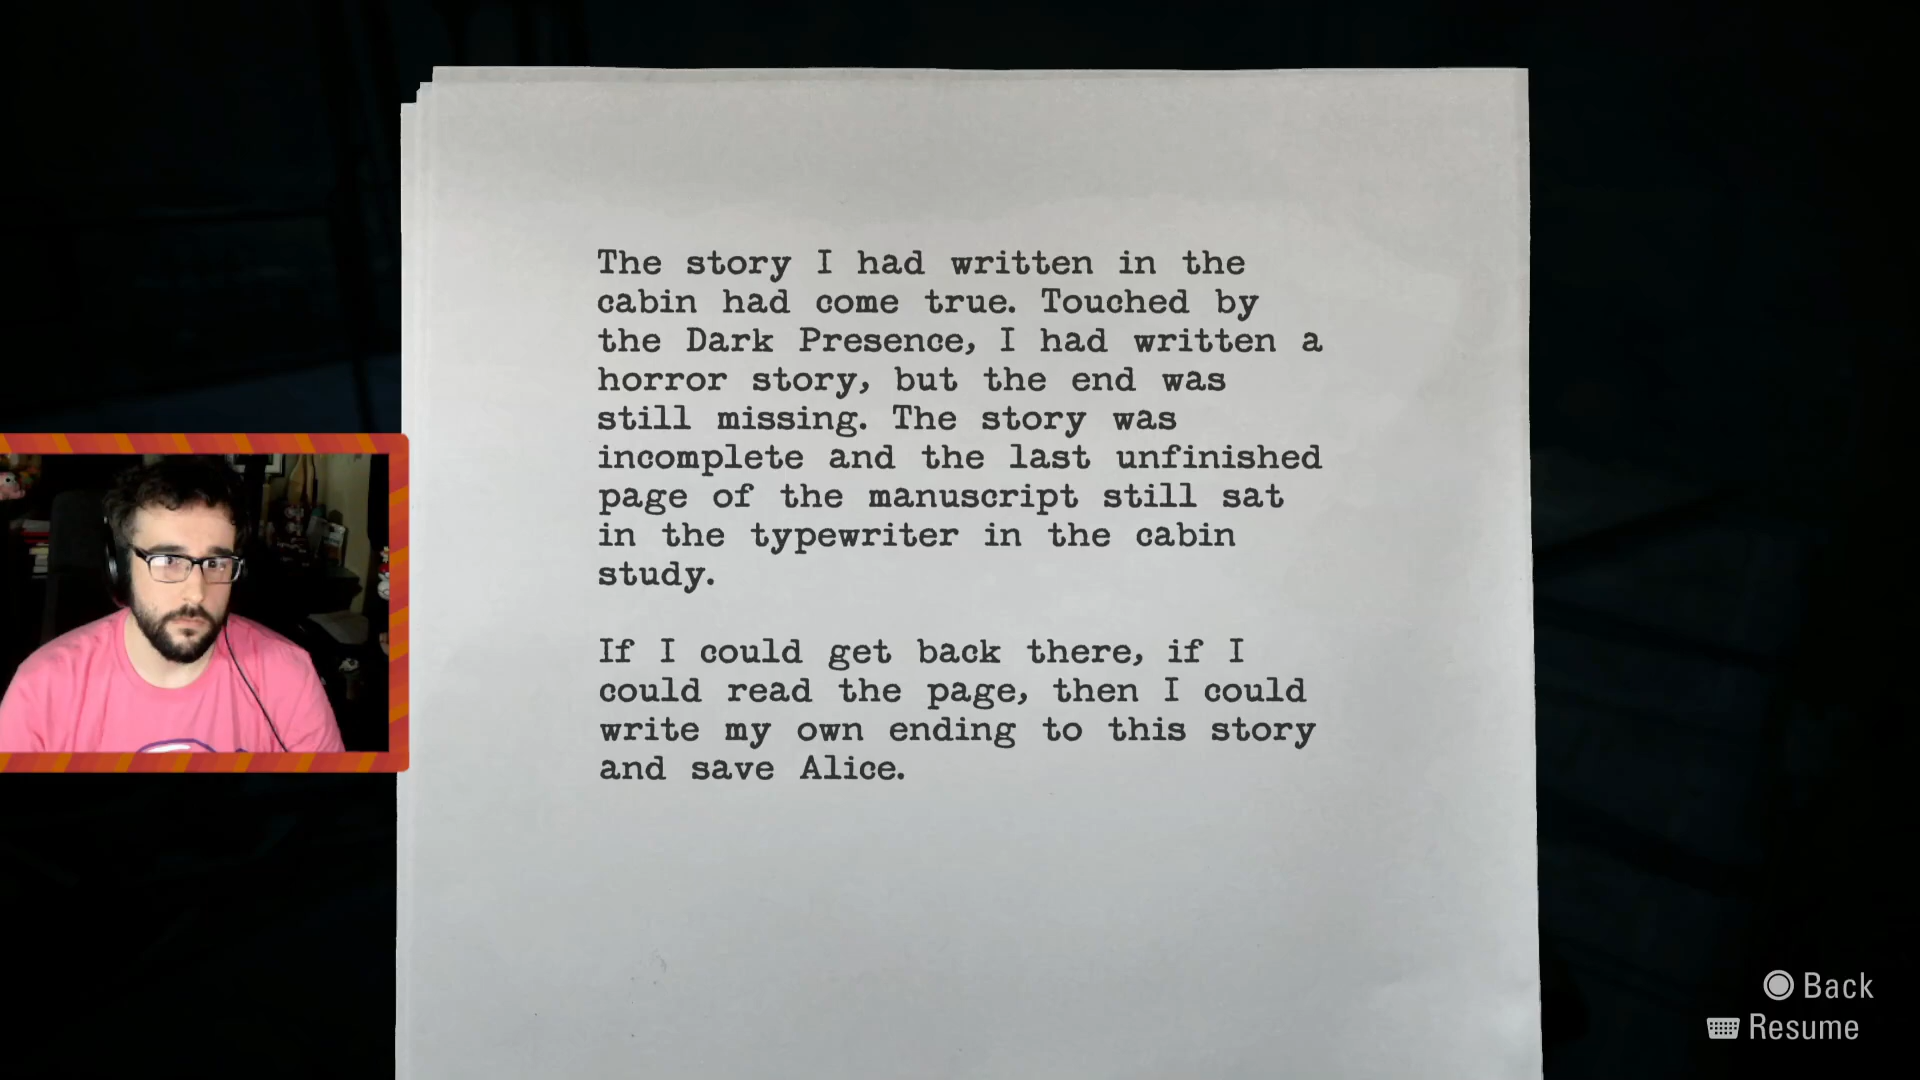 The story I had written in the
cabin had come true. Touched by
the Dark Presence, I had written a
horror story, but the end was
still missing. The story was
incomplete and the last unfinished
page of the manuscript still sat
in the typewriter in the cabin
study.
If I could get back there, if I
could read the page, then I could
write my own ending to this story
and save Alice.
Back
Resume